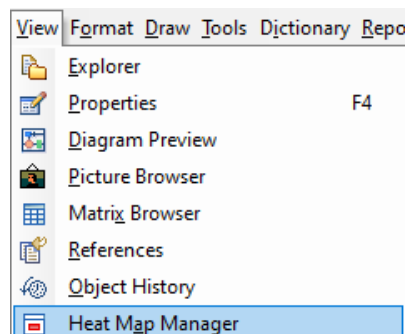 View Format Draw Tools Dictionary Repo
Explorer
Properties F4
Diagram Preview
Picture Browser
Matrix Browser
References
Object History
Heat Map Manager